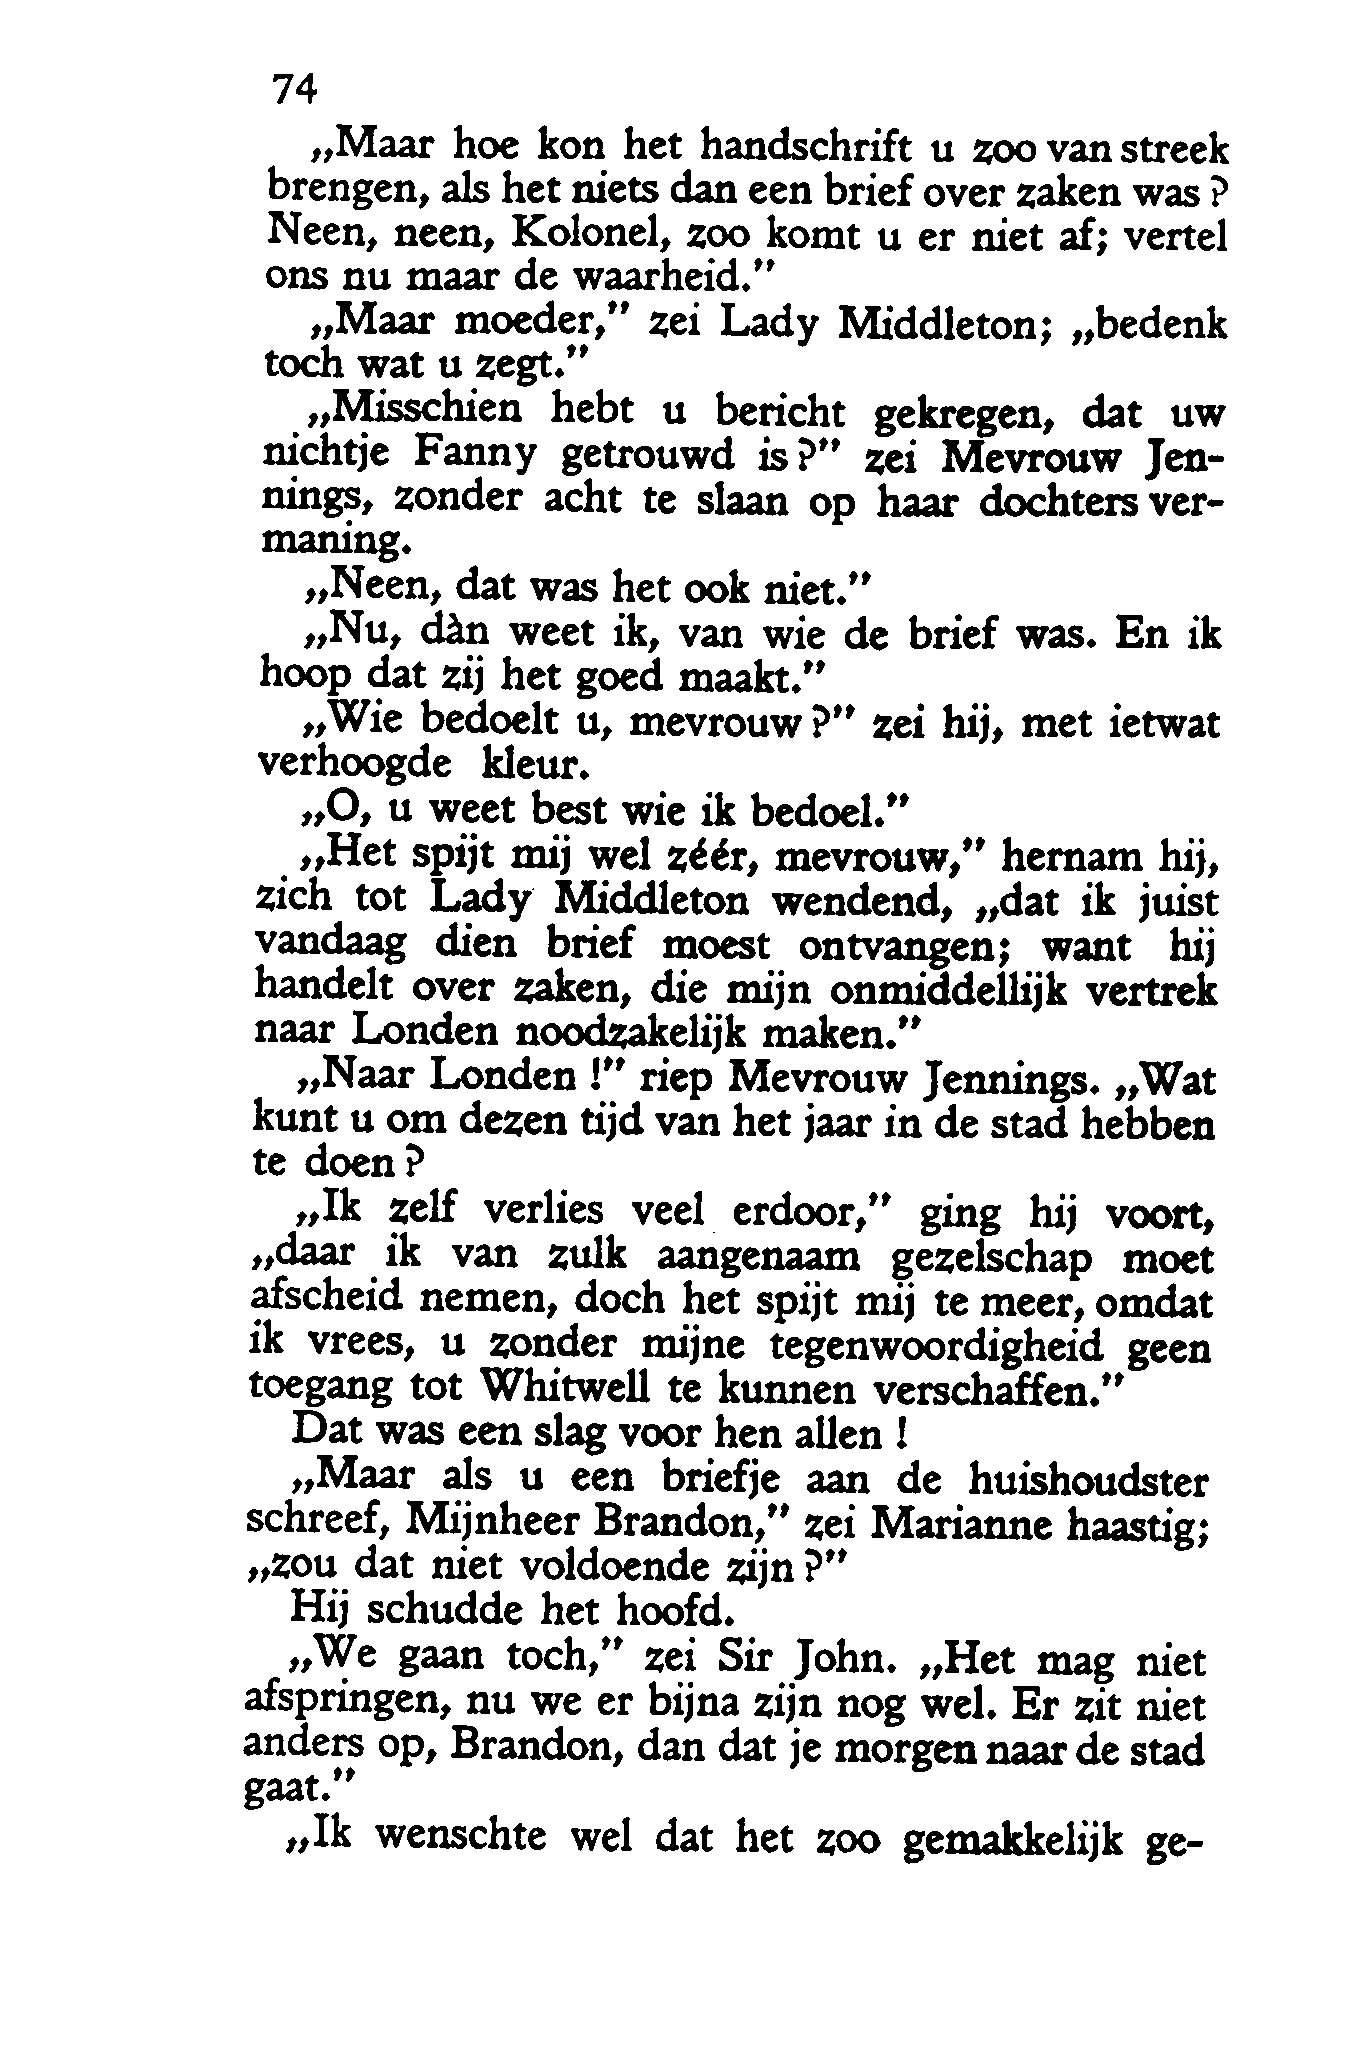 74
„Maar hoe kon het handschrift u zoo van streek
brengen, als het niets dan een brief over zaken was ?
Neen, neen, Kolonel, zoo komt u er niet af; vertel
ons nu maar de waarheid.”
„Maar moeder,” zei Lady Middleton; „bedenk
toch wat u zegt.”
„Misschien hebt u bericht gekregen, dat uw
nichtje Fanny getrouwd is ?” zei Mevrouw Jen-
nings, zonder acht te slaan op haar dochters ver-
maning.
„Neen, dat was het ook niet.”
„Nu, dàn weet ik, van wie de brief was. En ik
hoop dat zij het goed maakt.”
„Wie bedoelt u, mevrouw ?” zei hij, met ietwat
verhoogde kleur.
„O, u weet best wie ik bedoel.”
„Het spijt mij wel zéér, mevrouw,” hernam hij,
zich tot Lady Middleton wendend, „dat ik juist
vandaag dien brief moest ontvangen; want hij
handelt over zaken, die mijn onmiddellijk vertrek
naar Londen noodzakelijk maken.”
„Naar Londen !” riep Mevrouw Jennings. „Wat
kunt u om dezen tijd van het jaar in de stad hebben
te doen ?
„Ik zelf verlies veel erdoor,” ging hij voort,
„daar ik van zulk aangenaam gezelschap moet
afscheid nemen, doch het spijt mij te meer, omdat
ik vrees, u zonder mijne tegenwoordigheid geen
toegang tot Whitwell te kunnen verschaffen.”
Dat was een slag voor hen allen !
„Maar als u een briefje aan de huishoudster
schreef, Mijnheer Brandon,” zei Marianne haastig;
„zou dat niet voldoende zijn ?”
Hij schudde het hoofd.
„We gaan toch,” zei Sir John. „Het mag niet
afspringen, nu we er bijna zijn nog wel. Er zit niet
anders op, Brandon, dan dat je morgen naar de stad
gaat.”
„Ik wenschte wel dat het zoo gemakkelijk ge-